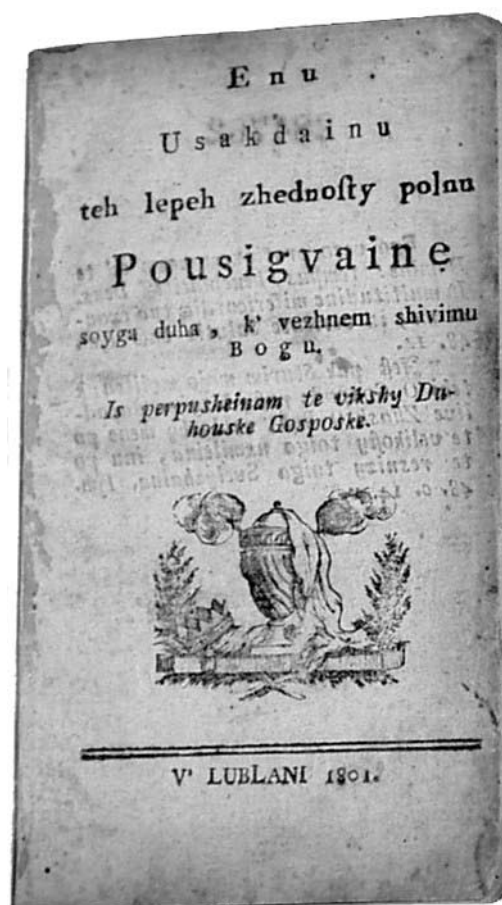 Enu
Usakdainu
teh lepeh zhednoſty polnu
Pousigvaine
soyga duha, k' vezhnem shivimu
Bogu.
Is perpusheinam te vikshy Du-
houske Gosposke.
V' LUBLANI 1801.